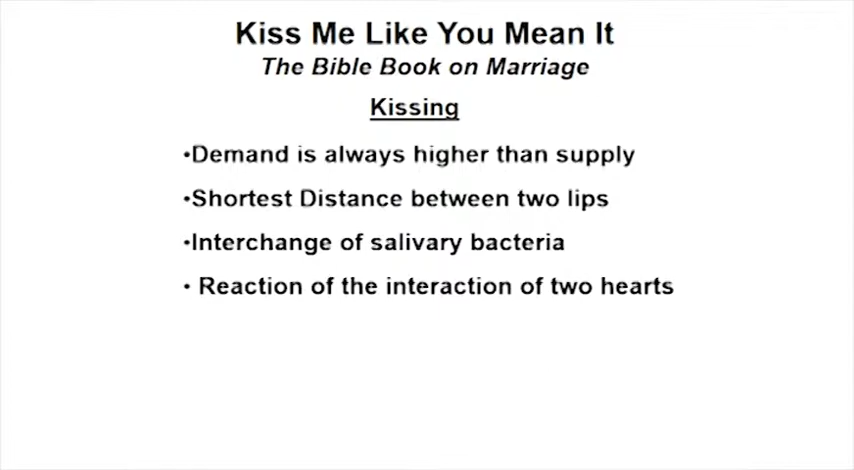 Kiss Me Like You Mean It
The Bible Book on Marriage
Kissing
•Demand is always higher than supply
•Shortest Distance between two lips
•Interchange of salivary bacteria
• Reaction of the interaction of two hearts